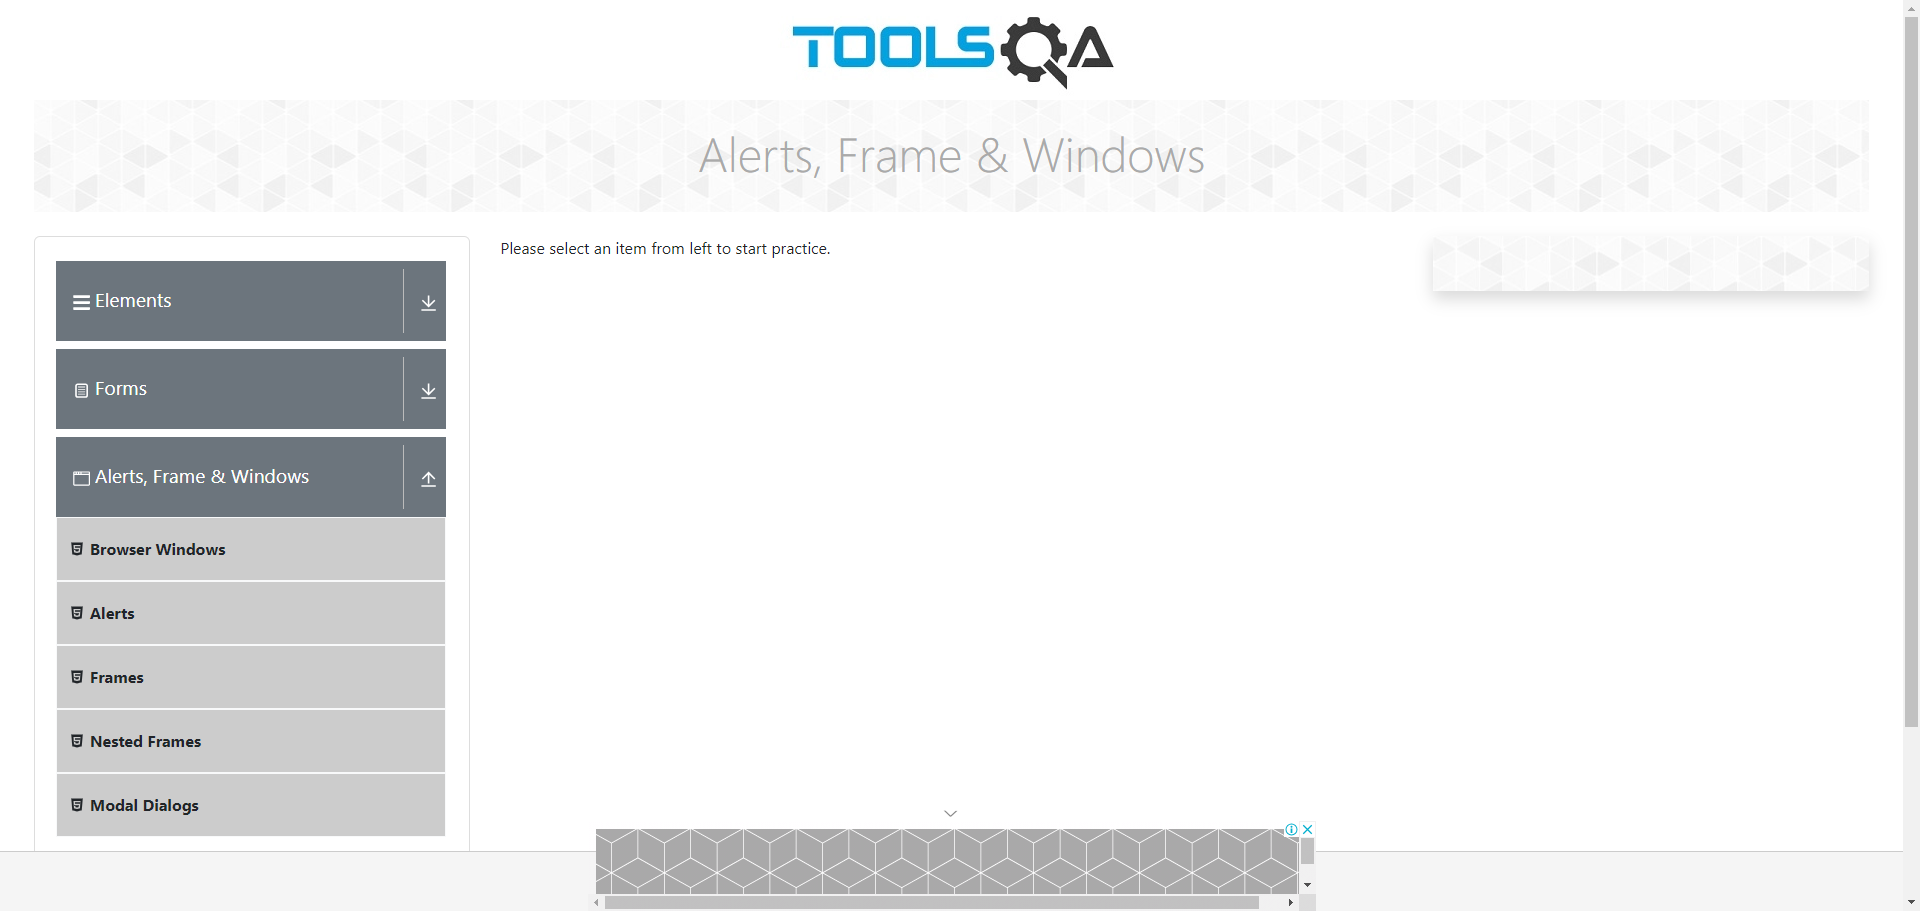 TOOLSQA
Alerts, Frame & Windows
Please select an item from left to start practice.
Elements
Forms
Alerts, Frame & Windows
Browser Windows
Alerts
Frames
Nested Frames
Modal Dialogs